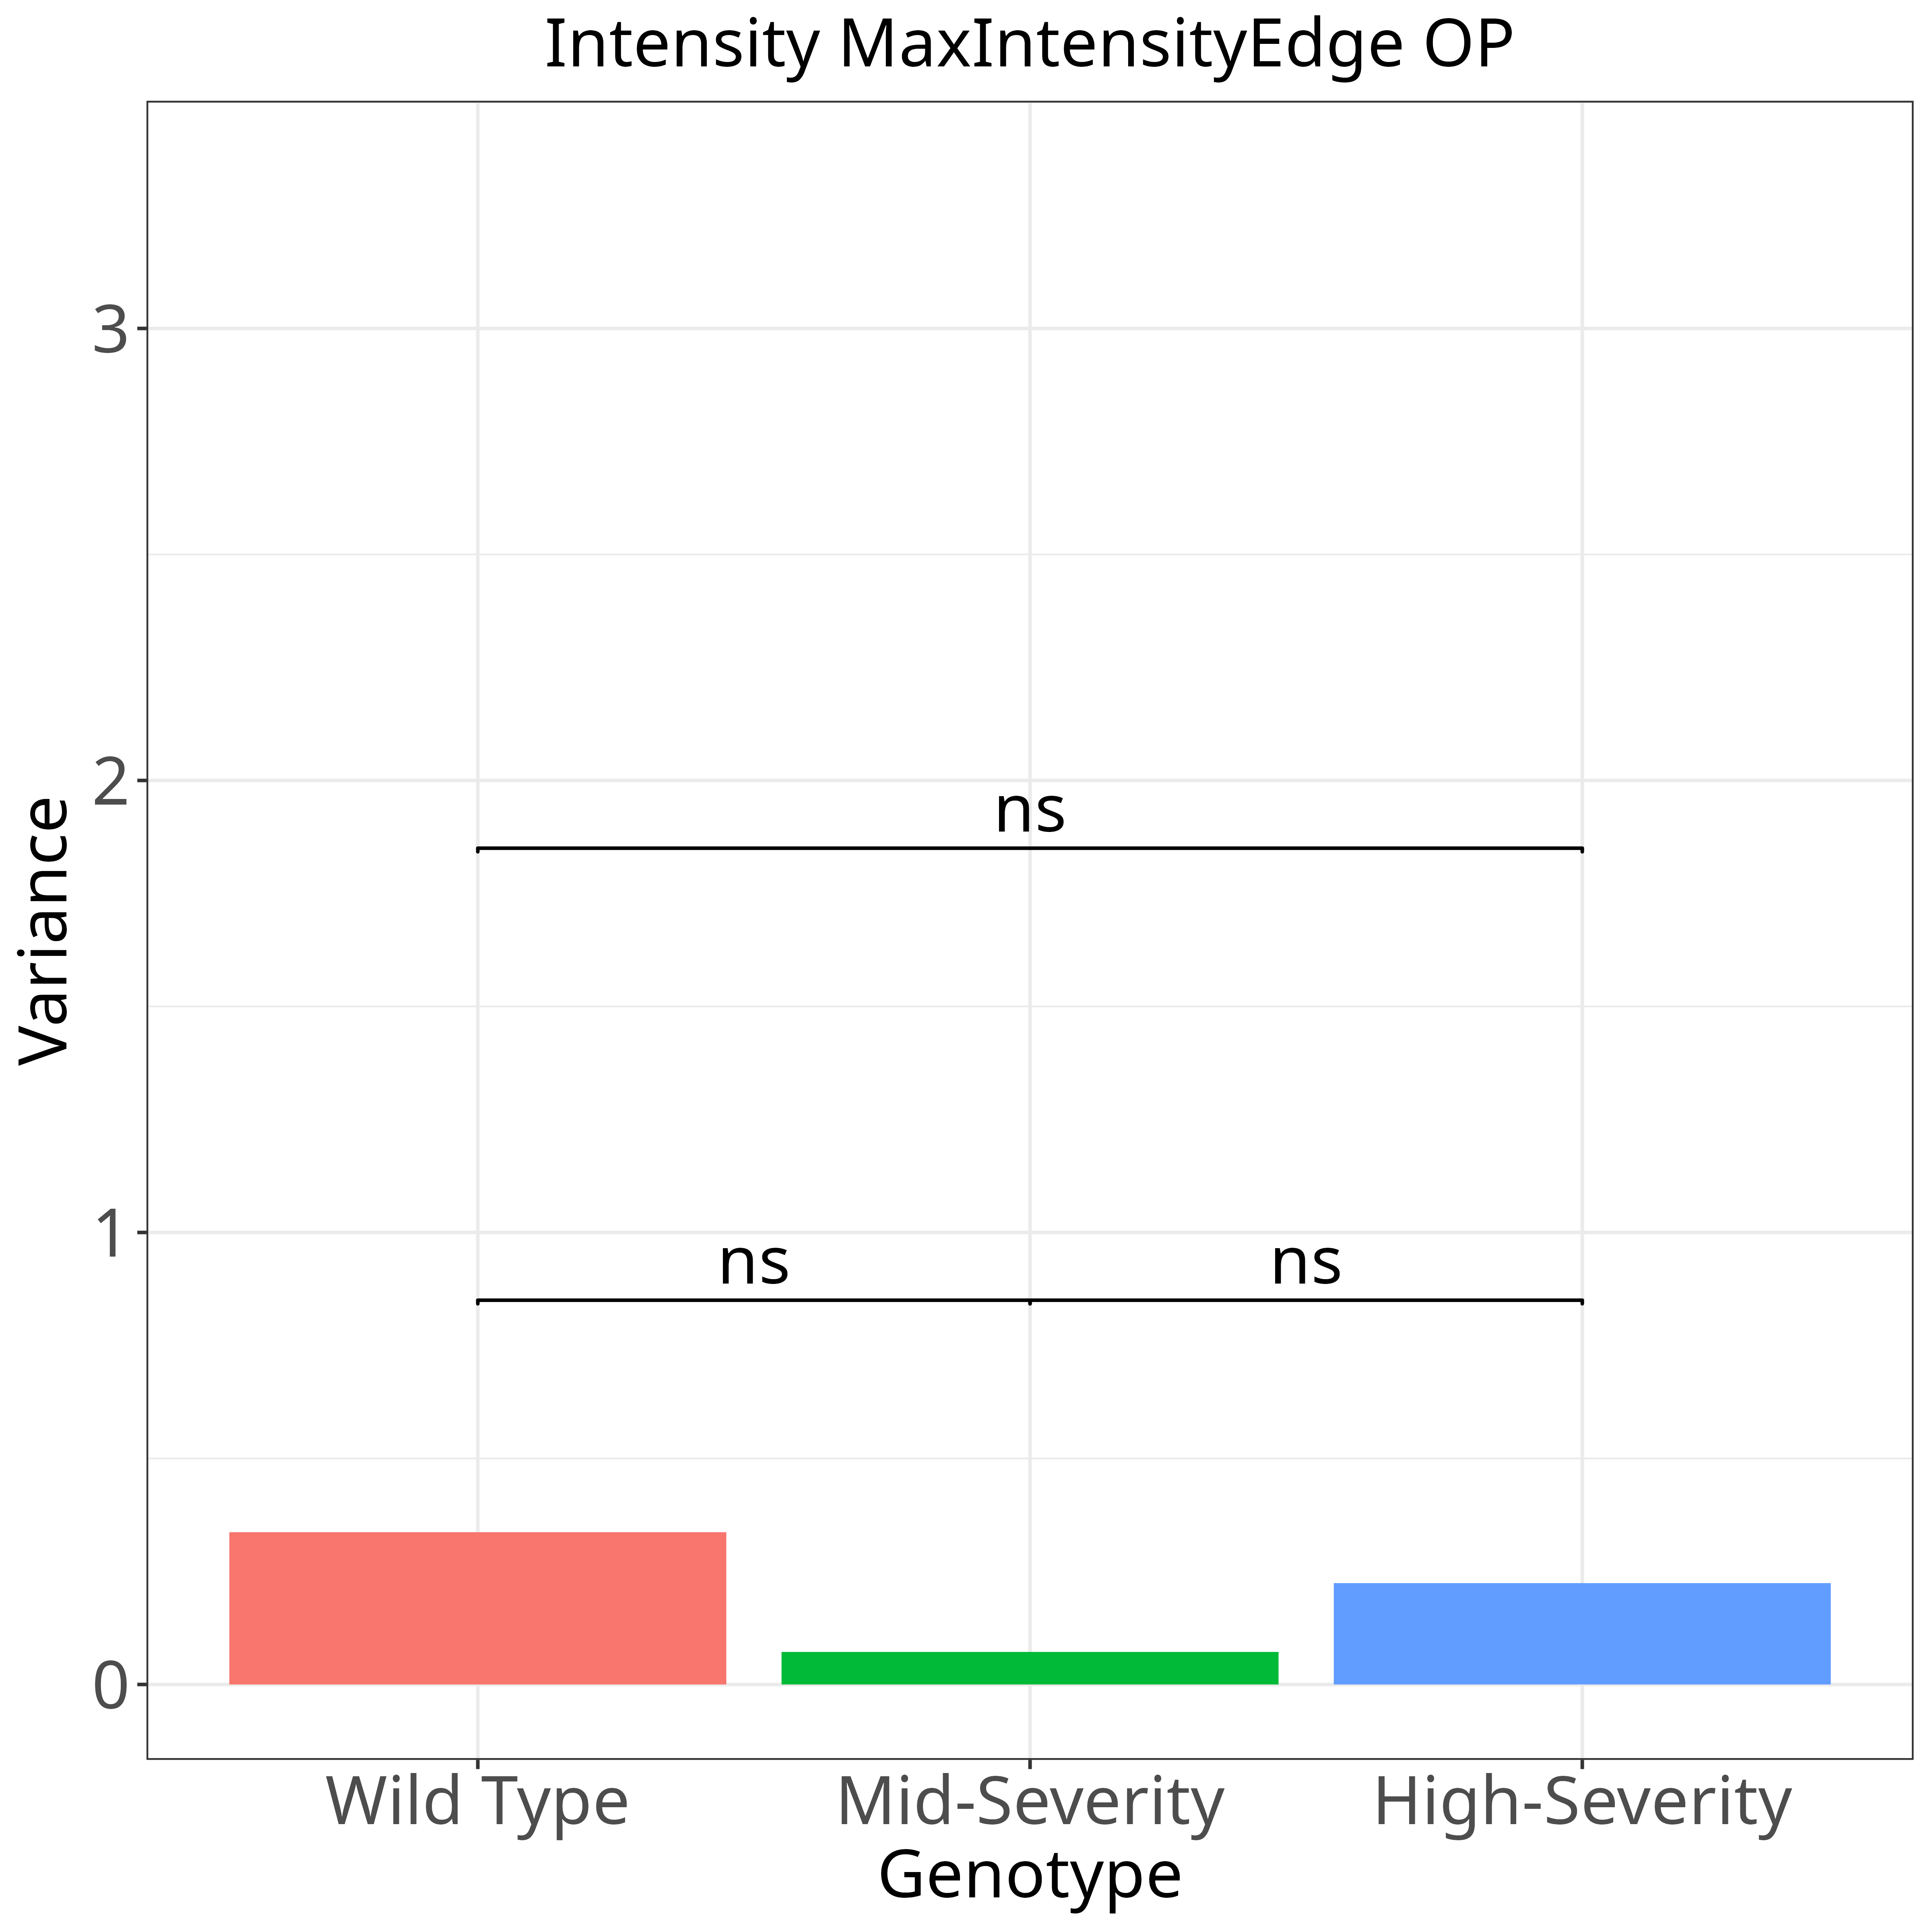 Intensity MaxIntensityEdge OP
3
2
1
0
Variance
ns
ns ns
Wild Type Mid-Severity High-Severity
Genotype